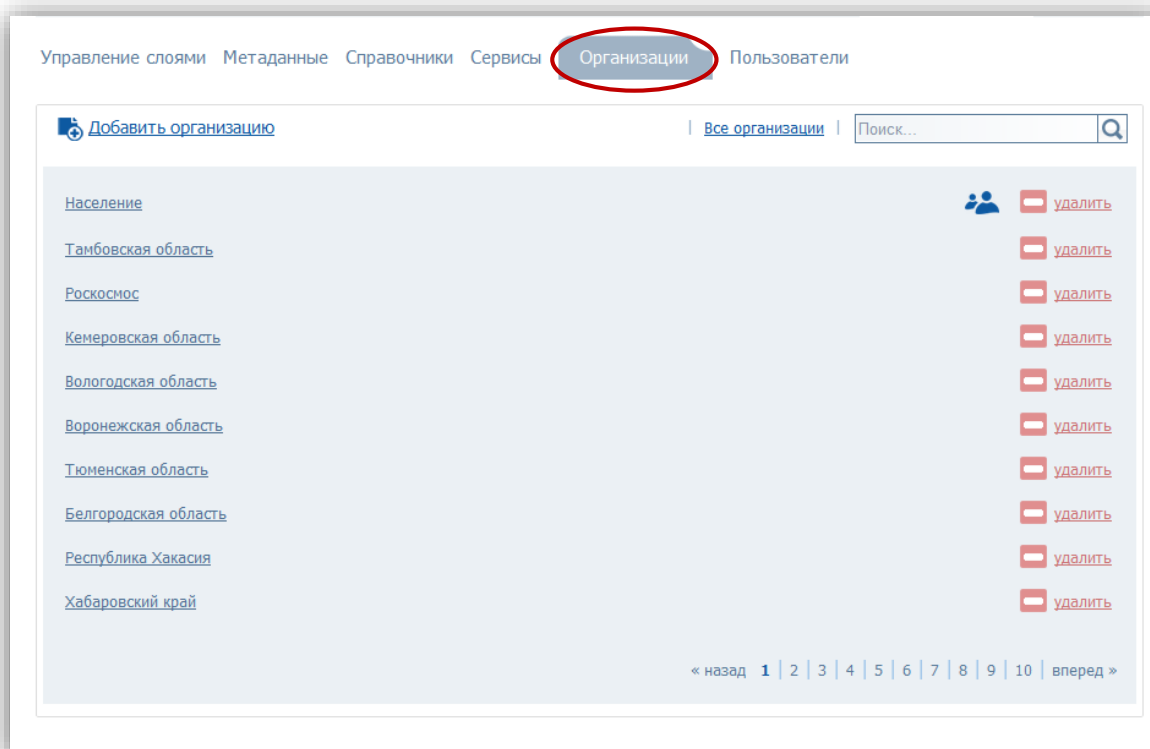 Управление слоями Метаданные Справочники Сервисы Организации Пользователи
Добавить организацию | Все организации | Поиск...
Население удалить
Тамбовская область удалить
Роскосмос удалить
Кемеровская область удалить
Вологодская область удалить
Воронежская область удалить
Тюменская область удалить
Белгородская область удалить
Республика Хакасия удалить
Хабаровский край удалить
« назад 1 | 2 | 3 | 4 | 5 | 6 | 7 | 8 | 9 | 10 | вперед »